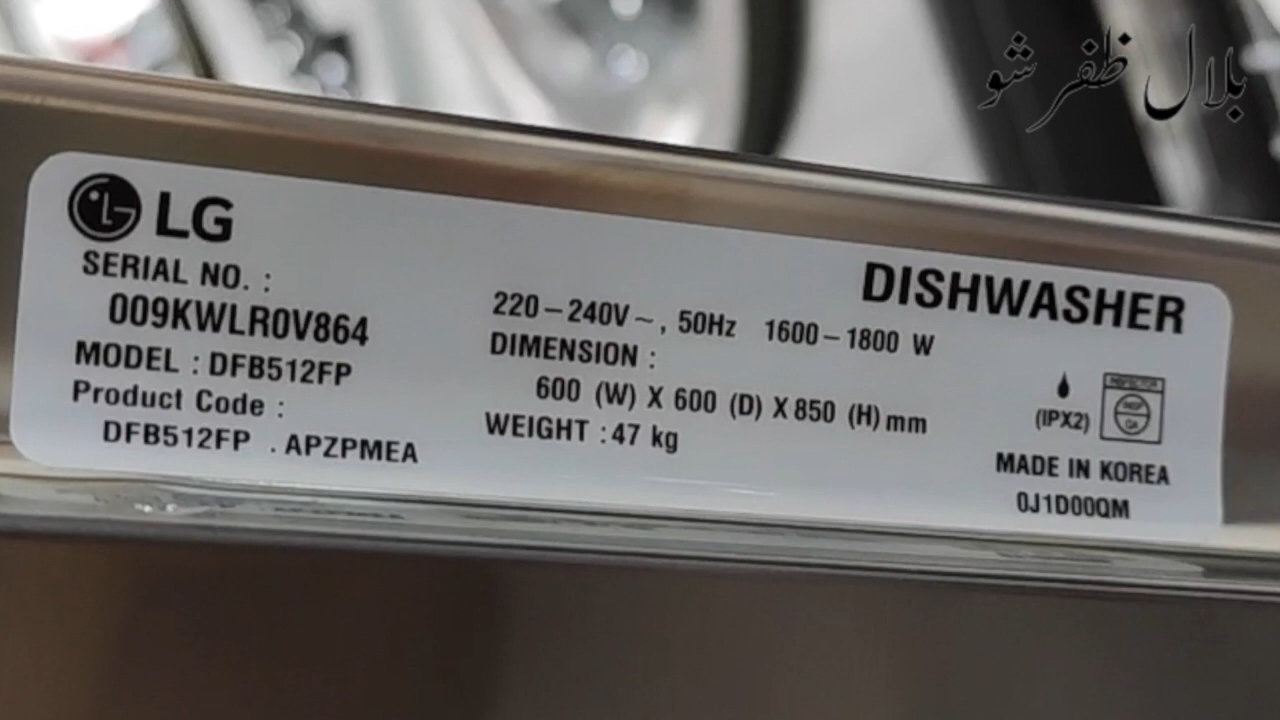 بلال ظفر شو
LG
DISHWASHER
SERIAL NO. :
009KWLR0V864
MODEL : DFB512FP
Product Code :
DFB512FP . APZPMEA
220–240V~, 50Hz 1600–1800 W
DIMENSION :
600 (W) X 600 (D) X 850 (H) mm
WEIGHT : 47 kg
(IPX2)
INSPECTOR
MADE IN KOREA
0J1D00QM